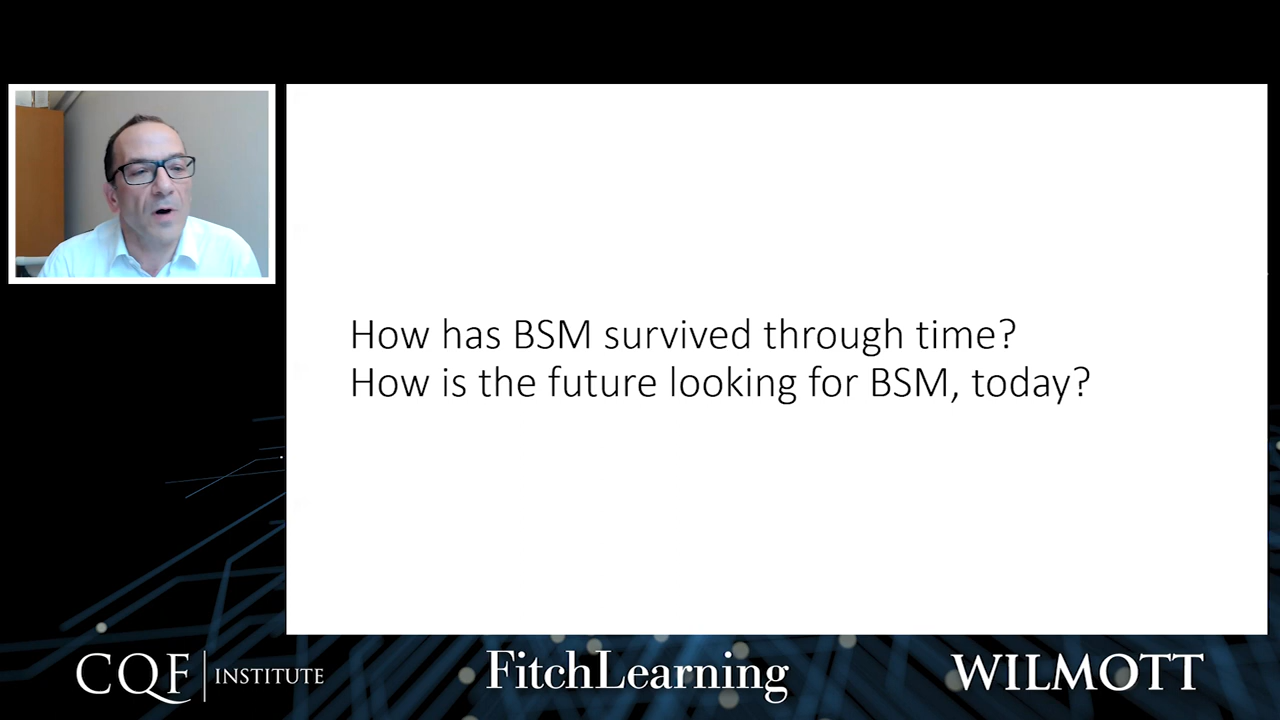 How has BSM survived through time?
How is the future looking for BSM, today?
CQF INSTITUTE
FitchLearning
WILMOTT